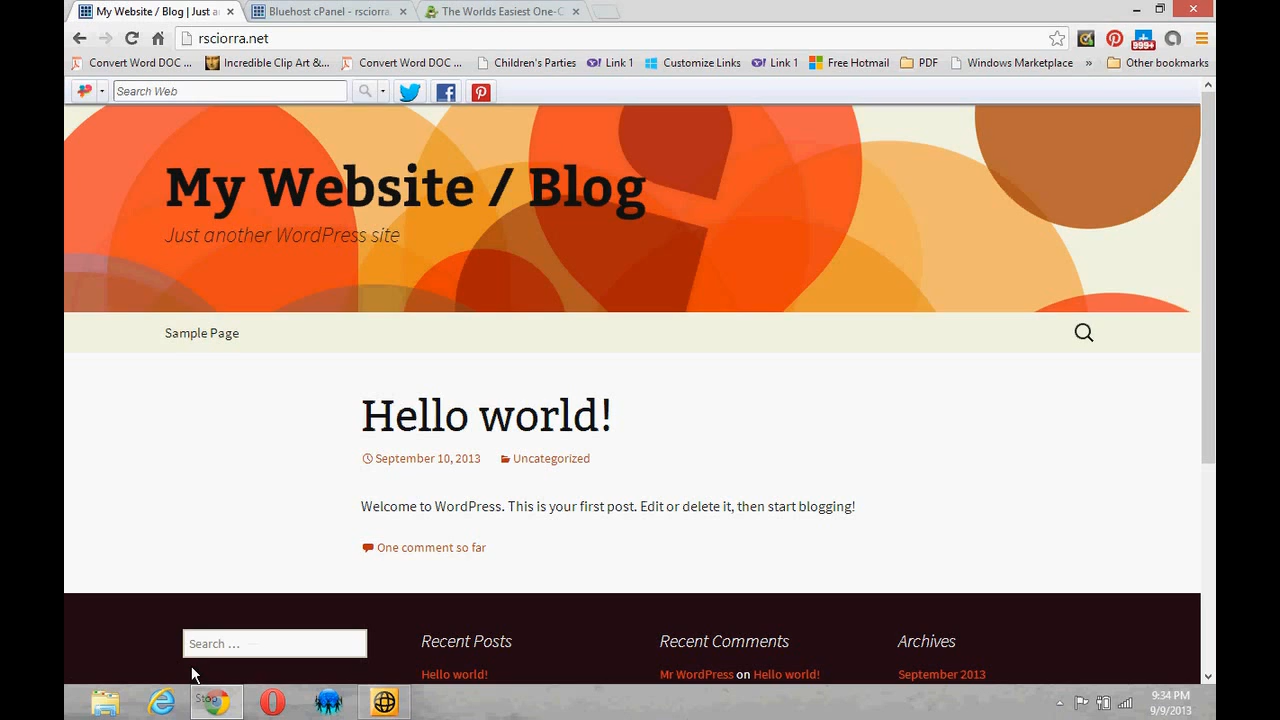 My Website / Blog | Just a
Bluehost cPanel - rsciorra.
The Worlds Easiest One-C
rsciorra.net
999+
Convert Word DOC ...
Incredible Clip Art &...
Convert Word DOC ...
Children's Parties
Link 1
Customize Links
Link 1
Free Hotmail
PDF
Windows Marketplace
»
Other bookmarks
Search Web
My Website / Blog
Just another WordPress site
Sample Page
Hello world!
September 10, 2013
Uncategorized
Welcome to WordPress. This is your first post. Edit or delete it, then start blogging!
One comment so far
Search …
Recent Posts
Recent Comments
Archives
Hello world!
Mr WordPress on Hello world!
September 2013
Stop
9:34 PM
9/9/2013